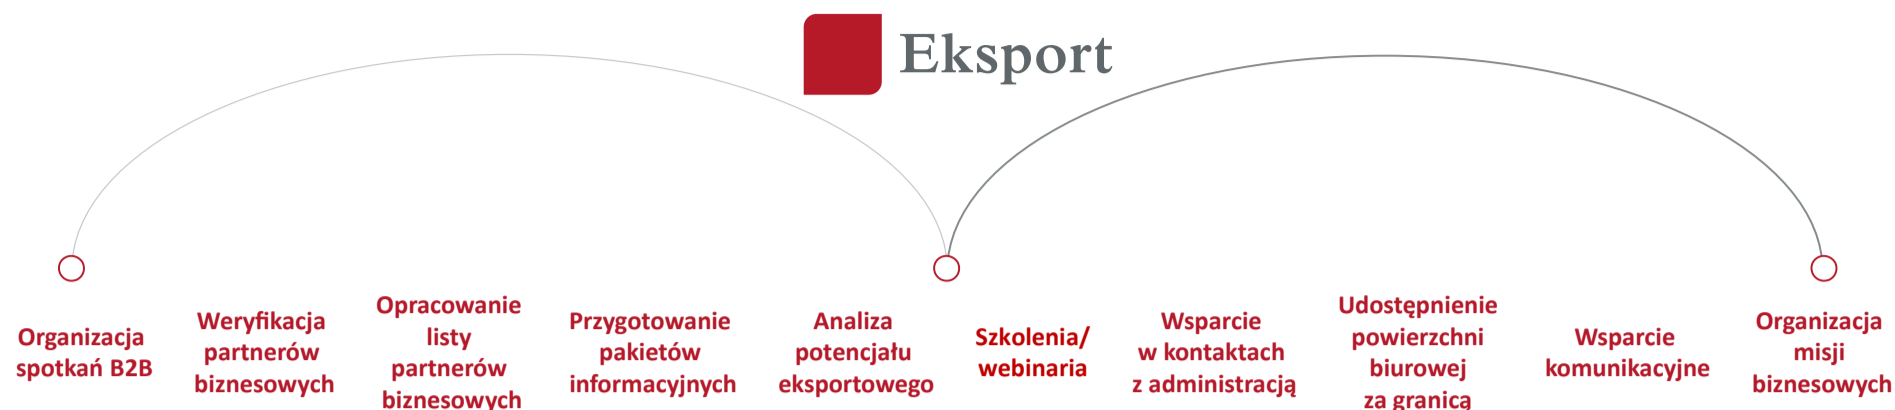 Eksport
Organizacja
spotkań B2B
Weryfikacja
partnerów
biznesowych
Opracowanie
listy
partnerów
biznesowych
Przygotowanie
pakietów
informacyjnych
Analiza
potencjału
eksportowego
Szkolenia/
webinaria
Wsparcie
w kontaktach
z administracją
Udostępnienie
powierzchni
biurowej
za granicą
Wsparcie
komunikacyjne
Organizacja
misji
biznesowych